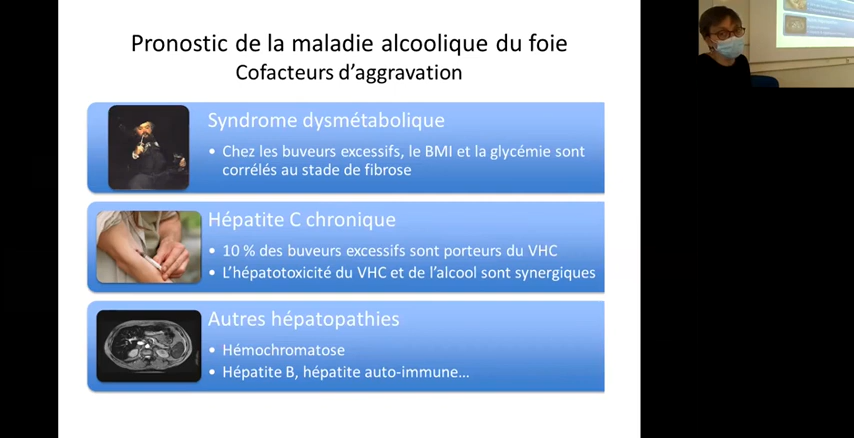 Pronostic de la maladie alcoolique du foie
Cofacteurs d’aggravation
Syndrome dysmétabolique
• Chez les buveurs excessifs, le BMI et la glycémie sont
corrélés au stade de fibrose
Hépatite C chronique
• 10 % des buveurs excessifs sont porteurs du VHC
• L’hépatotoxicité du VHC et de l’alcool sont synergiques
Autres hépatopathies
• Hémochromatose
• Hépatite B, hépatite auto-immune…